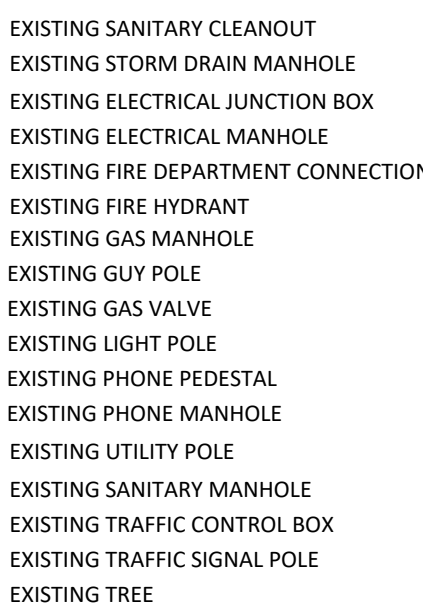 EXISTING SANITARY CLEANOUT
EXISTING STORM DRAIN MANHOLE
EXISTING ELECTRICAL JUNCTION BOX
EXISTING ELECTRICAL MANHOLE
EXISTING FIRE DEPARTMENT CONNECTION
EXISTING FIRE HYDRANT
EXISTING GAS MANHOLE
EXISTING GUY POLE
EXISTING GAS VALVE
EXISTING LIGHT POLE
EXISTING PHONE PEDESTAL
EXISTING PHONE MANHOLE
EXISTING UTILITY POLE
EXISTING SANITARY MANHOLE
EXISTING TRAFFIC CONTROL BOX
EXISTING TRAFFIC SIGNAL POLE
EXISTING TREE